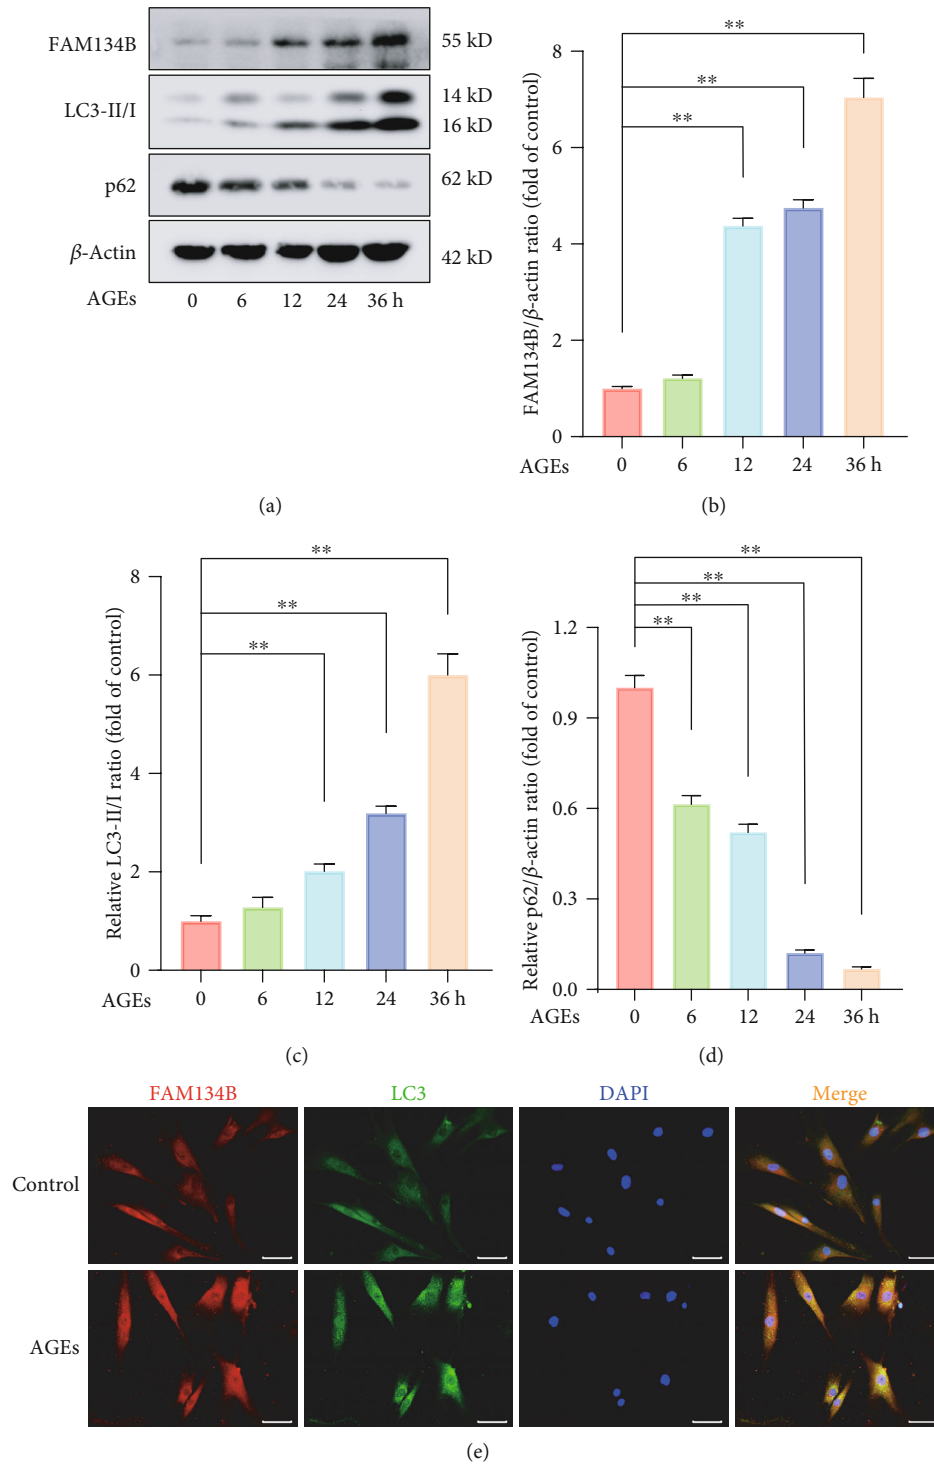 FAM134B
55 kD
LC3-II/I
14 kD
16 kD
p62
62 kD
β-Actin
42 kD
AGEs 0 6 12 24 36 h
(a)
FAM134B/β-actin ratio (fold of control)
8
6
4
2
0
**
**
**
AGEs 0 6 12 24 36 h
(b)
Relative LC3-II/I ratio (fold of control)
8
6
4
2
0
**
**
**
AGEs 0 6 12 24 36 h
(c)
Relative p62/β-actin ratio (fold of control)
1.2
0.9
0.6
0.3
0.0
**
**
**
**
AGEs 0 6 12 24 36 h
(d)
FAM134B LC3 DAPI Merge
Control
AGEs
(e)